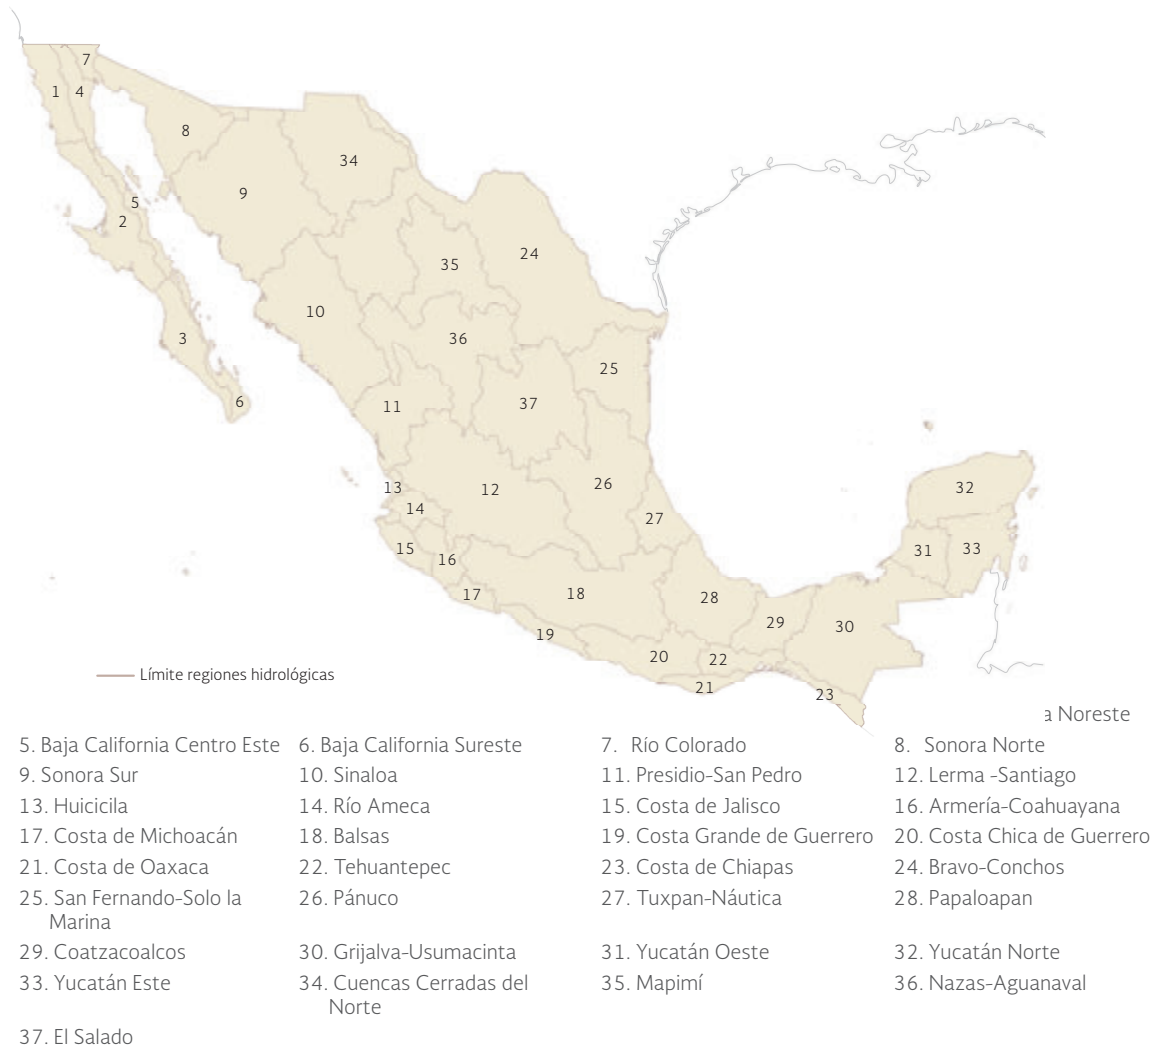 7
1 4
8
34
9
5
2
24
35
10
36
3
25
6
11
37
13
12
26
32
14
27
15
16
31 33
17
18
28
29
30
19
20
22
21
23
Límite regiones hidrológicas
a Noreste
5. Baja California Centro Este 6. Baja California Sureste 7. Río Colorado 8. Sonora Norte
9. Sonora Sur 10. Sinaloa 11. Presidio-San Pedro 12. Lerma -Santiago
13. Huicicila 14. Río Ameca 15. Costa de Jalisco 16. Armería-Coahuayana
17. Costa de Michoacán 18. Balsas 19. Costa Grande de Guerrero 20. Costa Chica de Guerrero
21. Costa de Oaxaca 22. Tehuantepec 23. Costa de Chiapas 24. Bravo-Conchos
25. San Fernando-Solo la 26. Pánuco 27. Tuxpan-Náutica 28. Papaloapan
Marina
29. Coatzacoalcos 30. Grijalva-Usumacinta 31. Yucatán Oeste 32. Yucatán Norte
33. Yucatán Este 34. Cuencas Cerradas del 35. Mapimí 36. Nazas-Aguanaval
Norte
37. El Salado